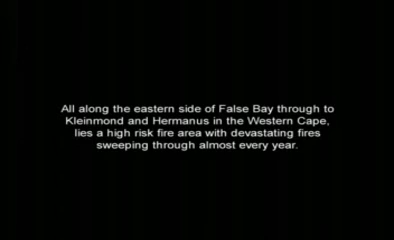 All along the eastern side of False Bay through to
Kleinmond and Hermanus in the Western Cape,
lies a high risk fire area with devastating fires
sweeping through almost every year.